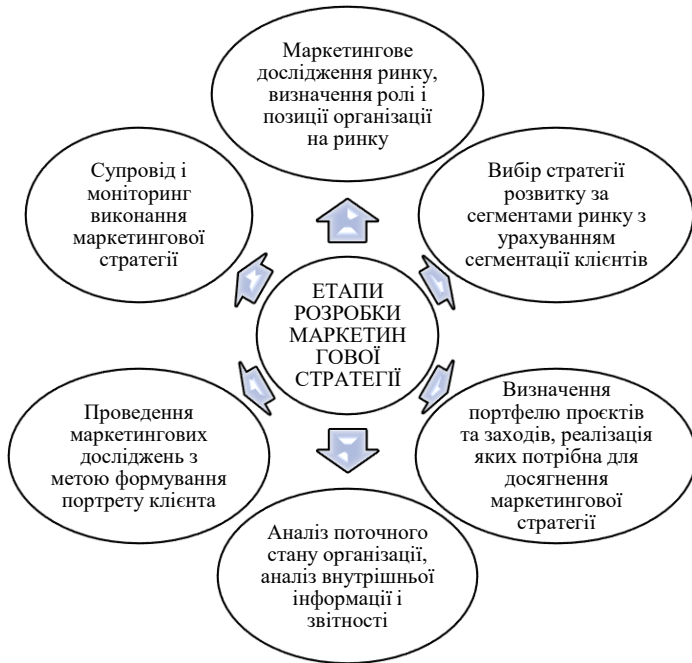 Маркетингове
дослідження ринку,
визначення ролі і
позиції організації
на ринку
Супровід і
моніторинг
виконання
маркетингової
стратегії
Вибір стратегії
розвитку за
сегментами ринку з
урахуванням
сегментації клієнтів
ЕТАПИ
РОЗРОБКИ
МАРКЕТИН
ГОВОЇ
СТРАТЕГІЇ
Проведення
маркетингових
досліджень з
метою формування
портрету клієнта
Визначення
портфелю проєктів
та заходів, реалізація
яких потрібна для
досягнення
маркетингової
стратегії
Аналіз поточного
стану організації,
аналіз внутрішньої
інформації і
звітності